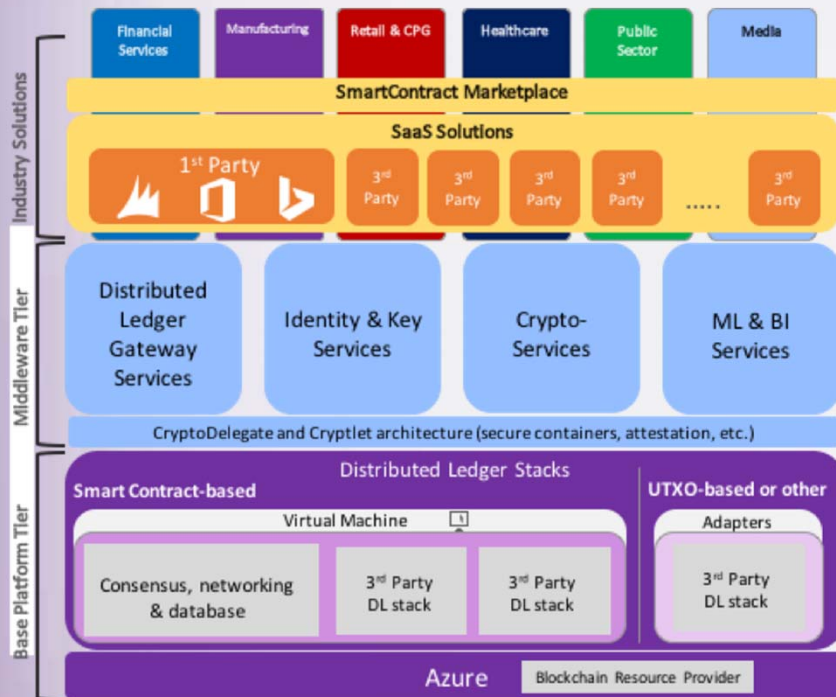 Financial
Services
Manufacturing
Retail & CPG
Healthcare
Public
Sector
Media
SmartContract Marketplace
SaaS Solutions
1st Party
3rd
Party
3rd
Party
3rd
Party
3rd
Party
.....
3rd
Party
Industry Solutions
Distributed
Ledger
Gateway
Services
Identity & Key
Services
Crypto-
Services
ML & BI
Services
Middleware Tier
CryptoDelegate and Cryptlet architecture (secure containers, attestation, etc.)
Distributed Ledger Stacks
Smart Contract-based
UTXO-based or other
Virtual Machine
Adapters
Consensus, networking
& database
3rd Party
DL stack
3rd Party
DL stack
3rd Party
DL stack
Base Platform Tier
Azure
Blockchain Resource Provider